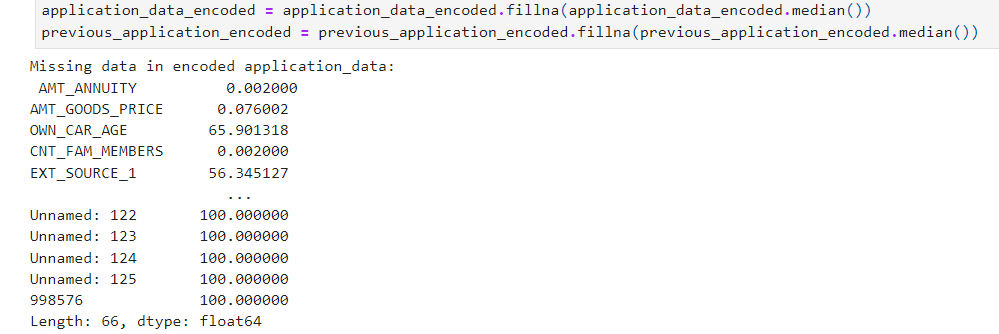 application_data_encoded = application_data_encoded.fillna(application_data_encoded.median())
previous_application_encoded = previous_application_encoded.fillna(previous_application_encoded.median())
Missing data in encoded application_data:
AMT_ANNUITY 0.002000
AMT_GOODS_PRICE 0.076002
OWN_CAR_AGE 65.901318
CNT_FAM_MEMBERS 0.002000
EXT_SOURCE_1 56.345127
...
Unnamed: 122 100.000000
Unnamed: 123 100.000000
Unnamed: 124 100.000000
Unnamed: 125 100.000000
998576 100.000000
Length: 66, dtype: float64